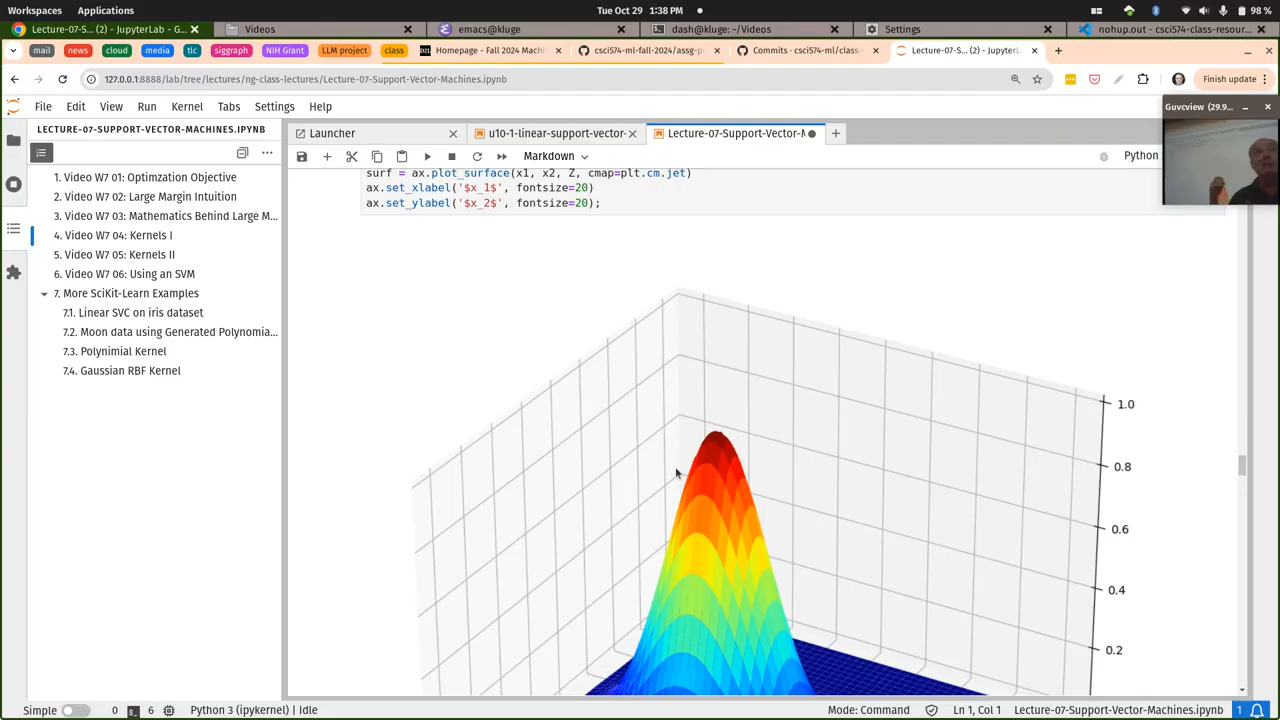 Workspaces Applications Tue Oct 29 1:38 PM 98 %
Lecture-07-S... (2) - JupyterLab - G... Videos emacs@kluge dash@kluge: ~/Videos Settings nohup.out - csci574-class-resour...
mail news cloud media tlc siggraph NIH Grant LLM project class Homepage - Fall 2024 Machin csci574-ml-fall-2024/assg-p Commits · csci574-ml/class- Lecture-07-S... (2) - JupyterL
127.0.0.1:8888/lab/tree/lectures/ng-class-lectures/Lecture-07-Support-Vector-Machines.ipynb Finish update
File Edit View Run Kernel Tabs Settings Help
Guvcview (29.9...
LECTURE-07-SUPPORT-VECTOR-MACHINES.IPYNB
Launcher u10-1-linear-support-vector- Lecture-07-Support-Vector-M
Markdown Python
1. Video W7 01: Optimzation Objective
2. Video W7 02: Large Margin Intuition
3. Video W7 03: Mathematics Behind Large M...
4. Video W7 04: Kernels I
5. Video W7 05: Kernels II
6. Video W7 06: Using an SVM
7. More SciKit-Learn Examples
7.1. Linear SVC on iris dataset
7.2. Moon data using Generated Polynomia...
7.3. Polynimial Kernel
7.4. Gaussian RBF Kernel
surf = ax.plot_surface(x1, x2, Z, cmap=plt.cm.jet)
ax.set_xlabel('$x_1$', fontsize=20)
ax.set_ylabel('$x_2$', fontsize=20);
1.0
0.8
0.6
0.4
0.2
Simple 0 6 Python 3 (ipykernel) | Idle Mode: Command Ln 1, Col 1 Lecture-07-Support-Vector-Machines.ipynb 1